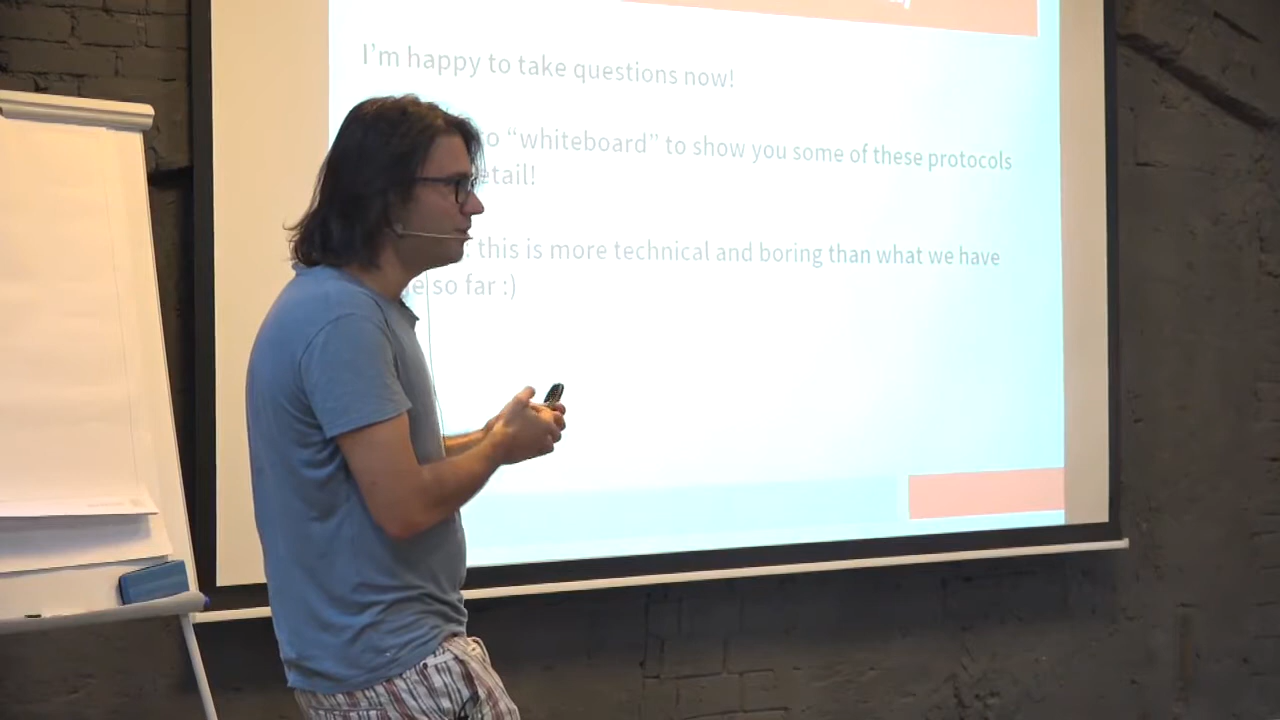 I'm happy to take questions now!
to "whiteboard" to show you some of these protocols
etail!
this is more technical and boring than what we have
so far :)